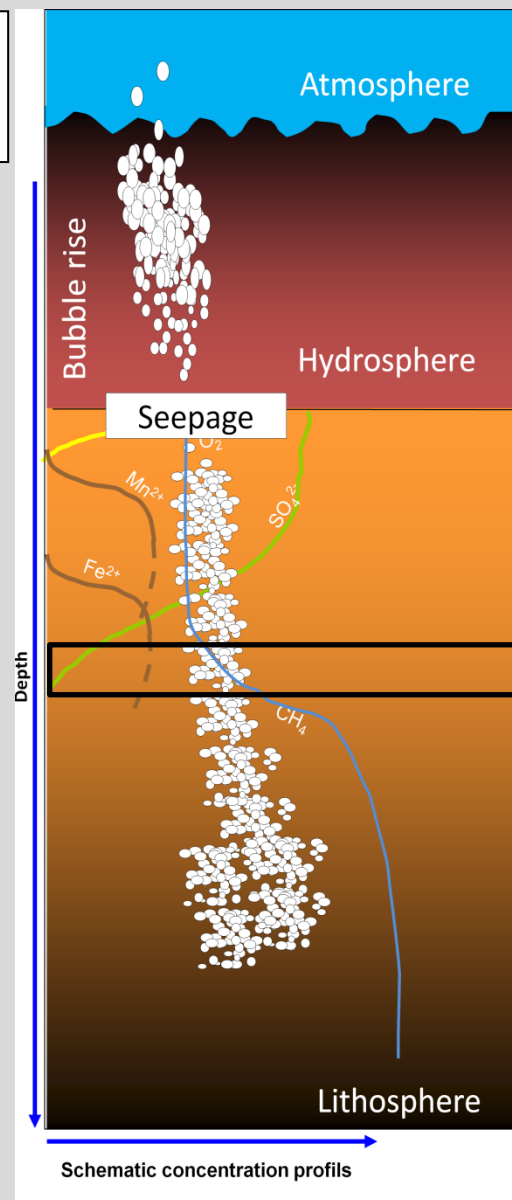 Atmosphere
Bubble rise
Hydrosphere
Seepage
O₂
Mn²⁺
SO₄²⁻
Fe²⁺
Depth
CH₄
Lithosphere
Schematic concentration profils